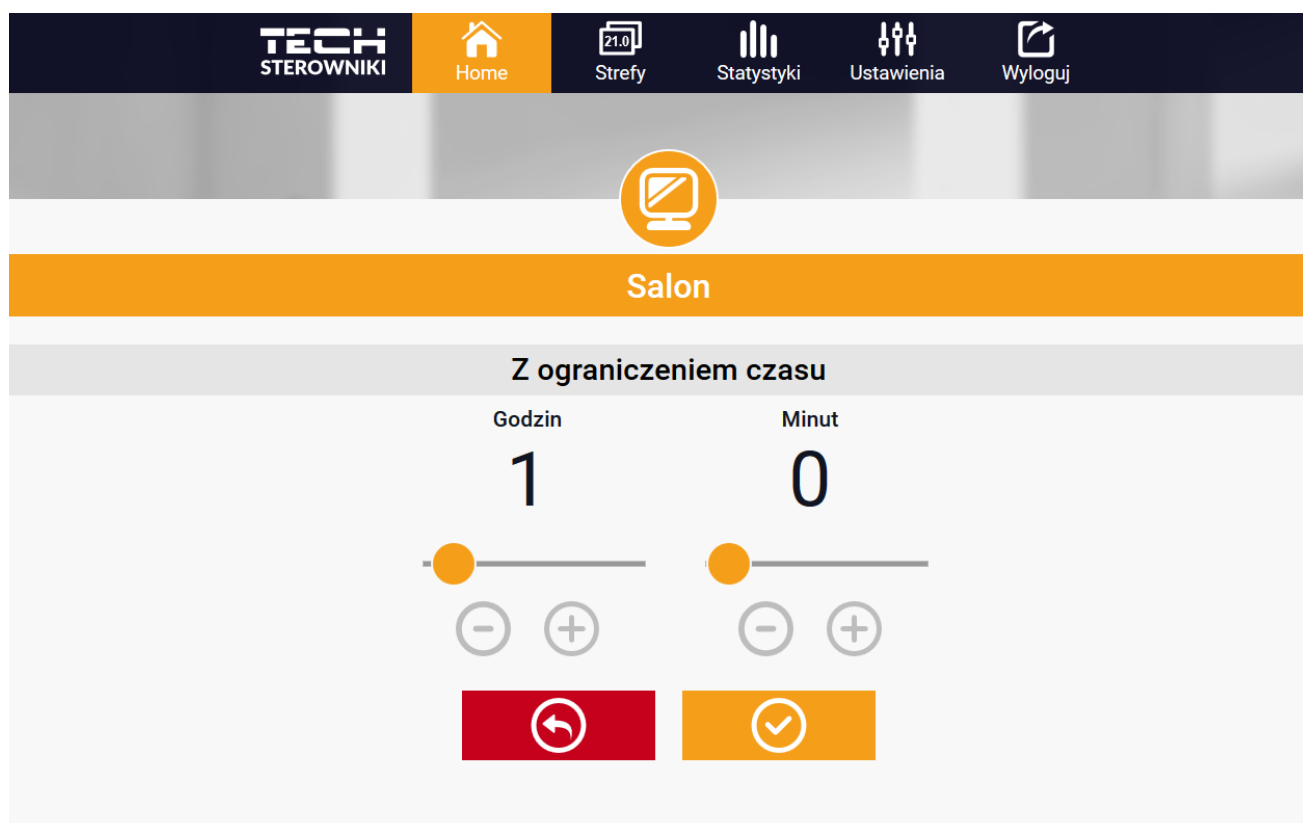 TECH
STEROWNIKI
Home
21.0
Strefy
Statystyki
Ustawienia
Wyloguj
Salon
Z ograniczeniem czasu
Godzin
Minut
1
0